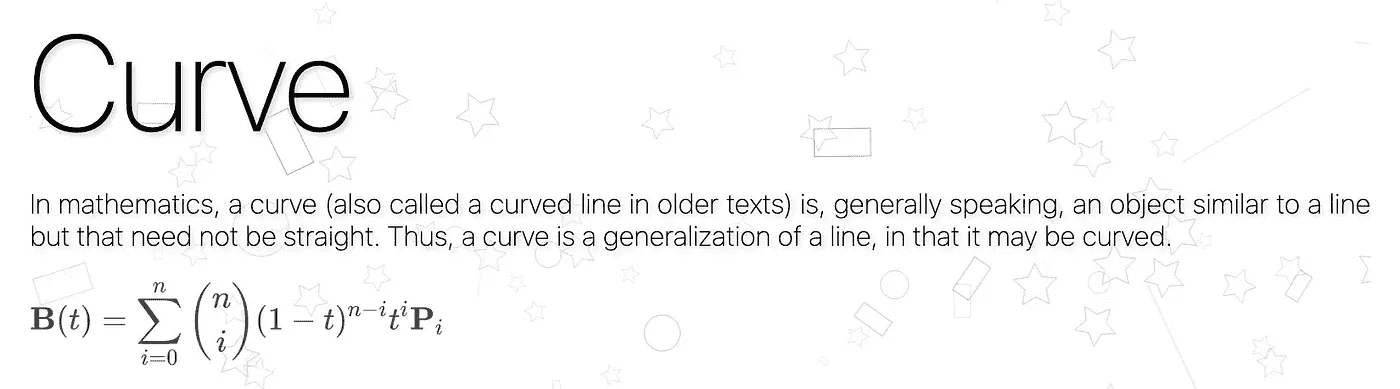 Curve
In mathematics, a curve (also called a curved line in older texts) is, generally speaking, an object similar to a line
but that need not be straight. Thus, a curve is a generalization of a line, in that it may be curved.
$\mathbf{B}(t) = \sum_{i=0}^{n} \binom{n}{i} (1 - t)^{n-i} t^i \mathbf{P}_i$